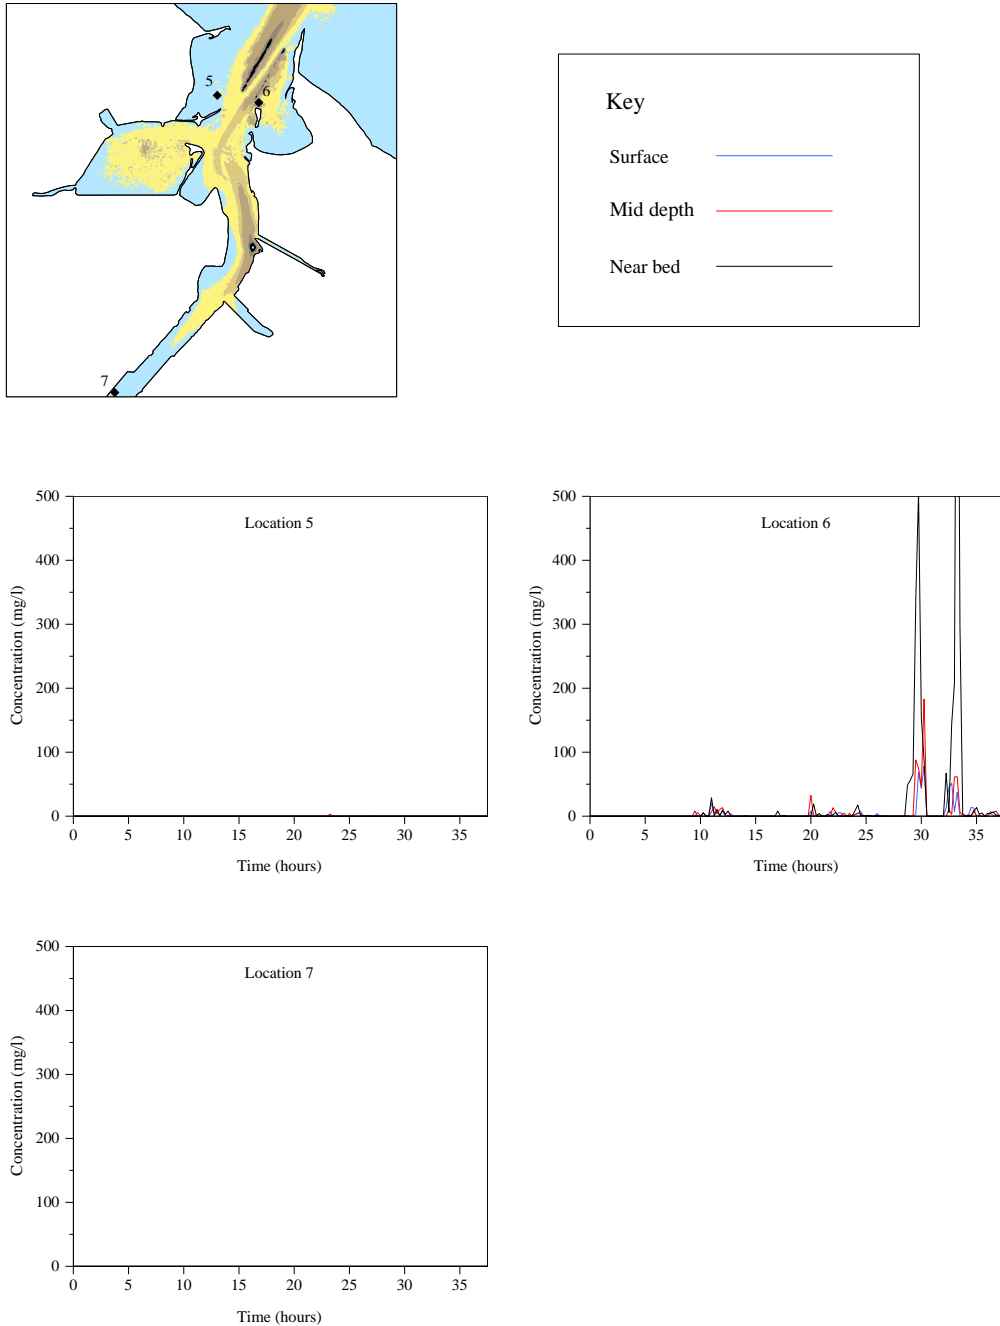 5
6
7
Key
Surface
Mid depth
Near bed
Location 5
Concentration (mg/l)
500
400
300
200
100
0
0 5 10 15 20 25 30 35
Time (hours)
Location 6
Concentration (mg/l)
500
400
300
200
100
0
0 5 10 15 20 25 30 35
Time (hours)
Location 7
Concentration (mg/l)
500
400
300
200
100
0
0 5 10 15 20 25 30 35
Time (hours)